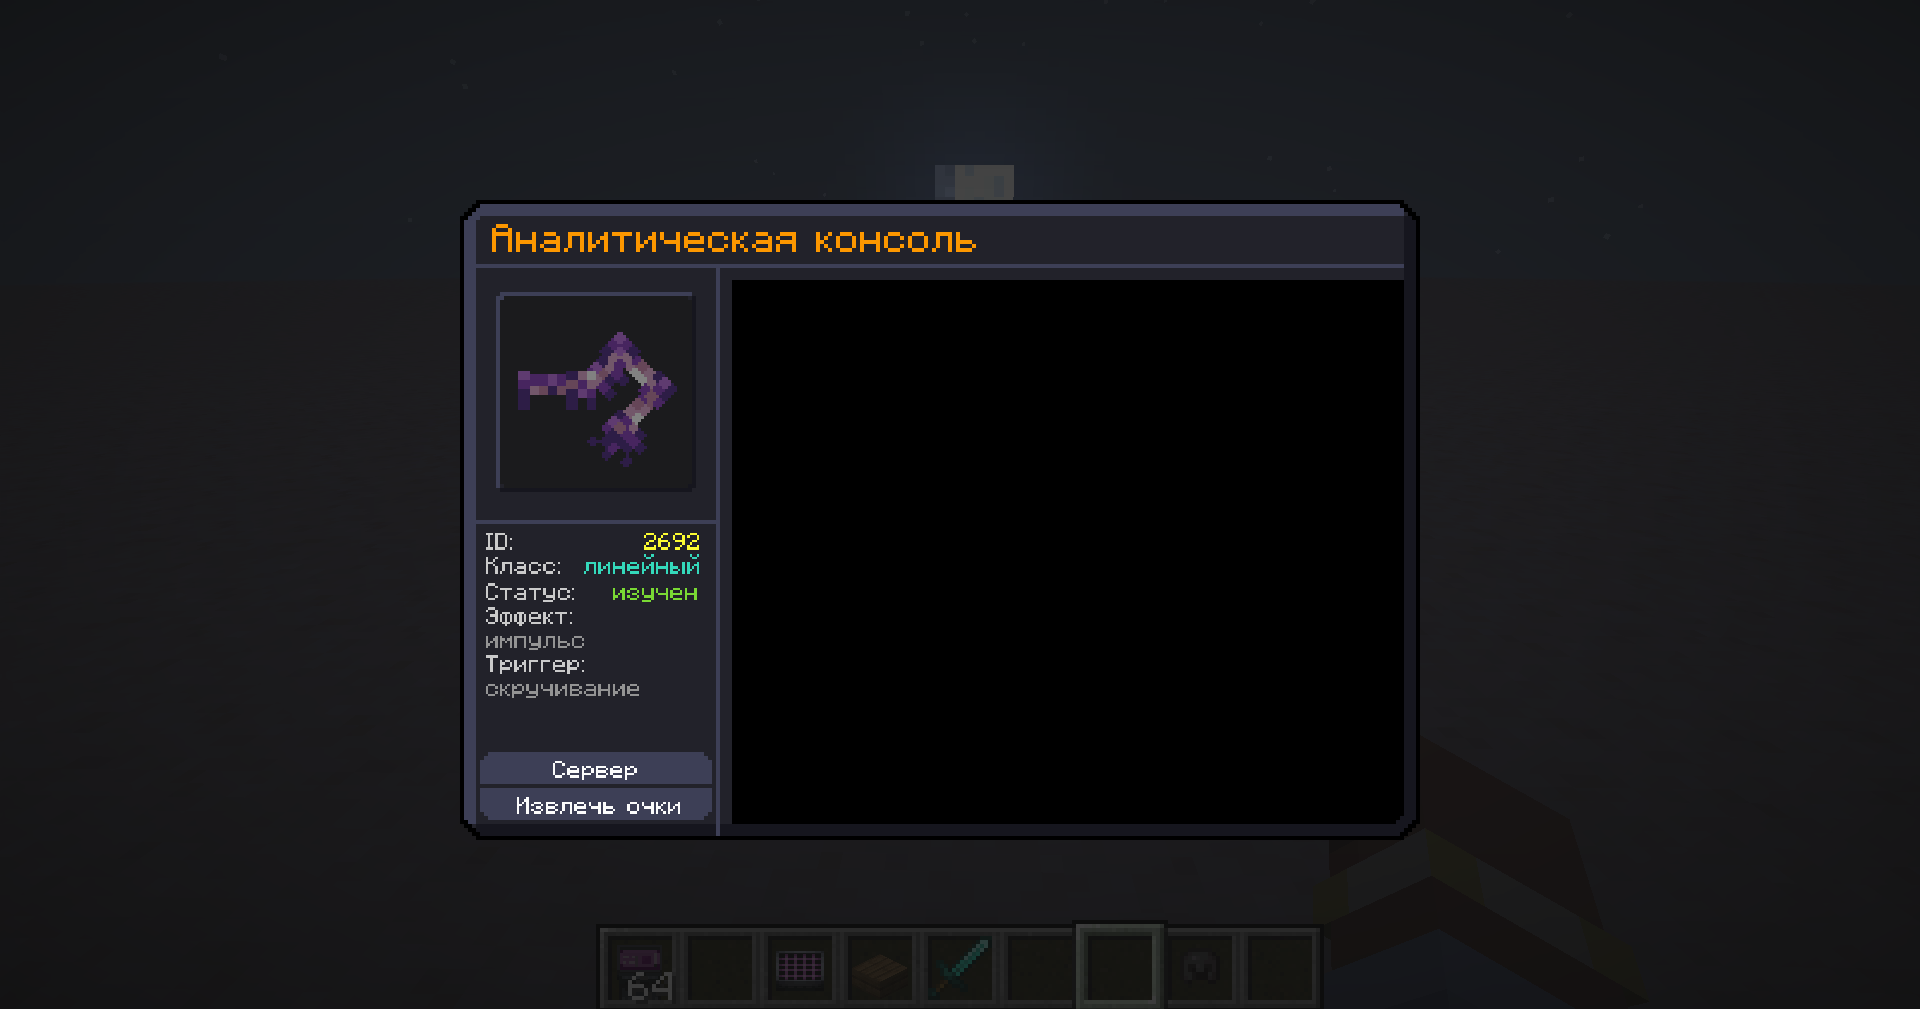 Аналитическая консоль
ID: 2692
Класс: линейный
Статус: изучен
Эффект:
импульс
Триггер:
скручивание
Сервер
Извлечь очки
64